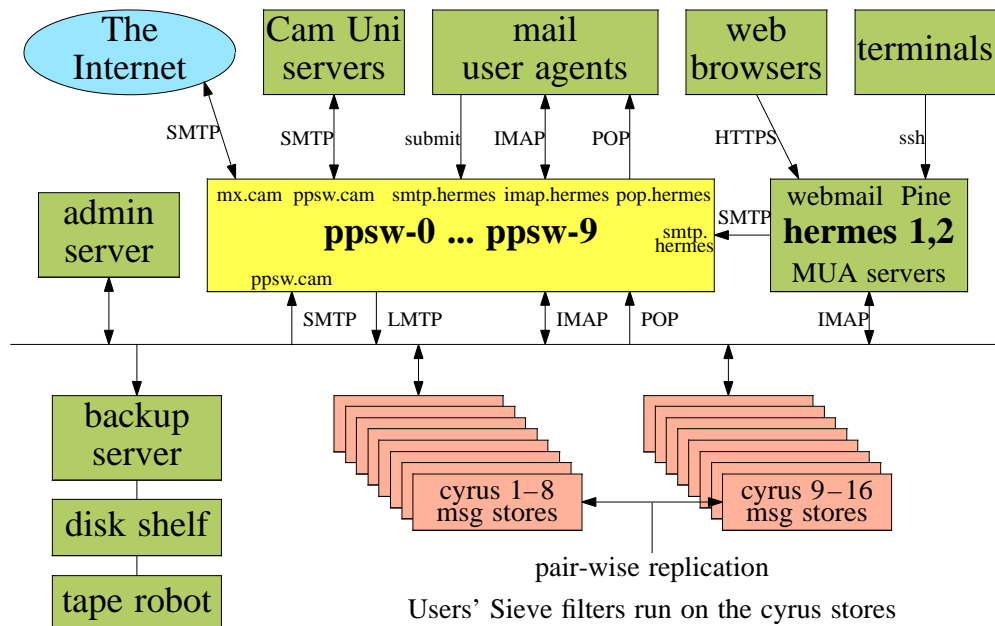 The
Internet
Cam Uni
servers
mail
user agents
web
browsers
terminals
SMTP
SMTP
submit
IMAP
POP
HTTPS
ssh
admin
server
mx.cam ppsw.cam smtp.hermes imap.hermes pop.hermes
ppsw-0 ... ppsw-9
smtp.
hermes
ppsw.cam
SMTP
webmail Pine
hermes 1,2
MUA servers
SMTP
LMTP
IMAP
POP
IMAP
backup
server
disk shelf
tape robot
cyrus 1–8
msg stores
cyrus 9–16
msg stores
pair-wise replication
Users’ Sieve filters run on the cyrus stores